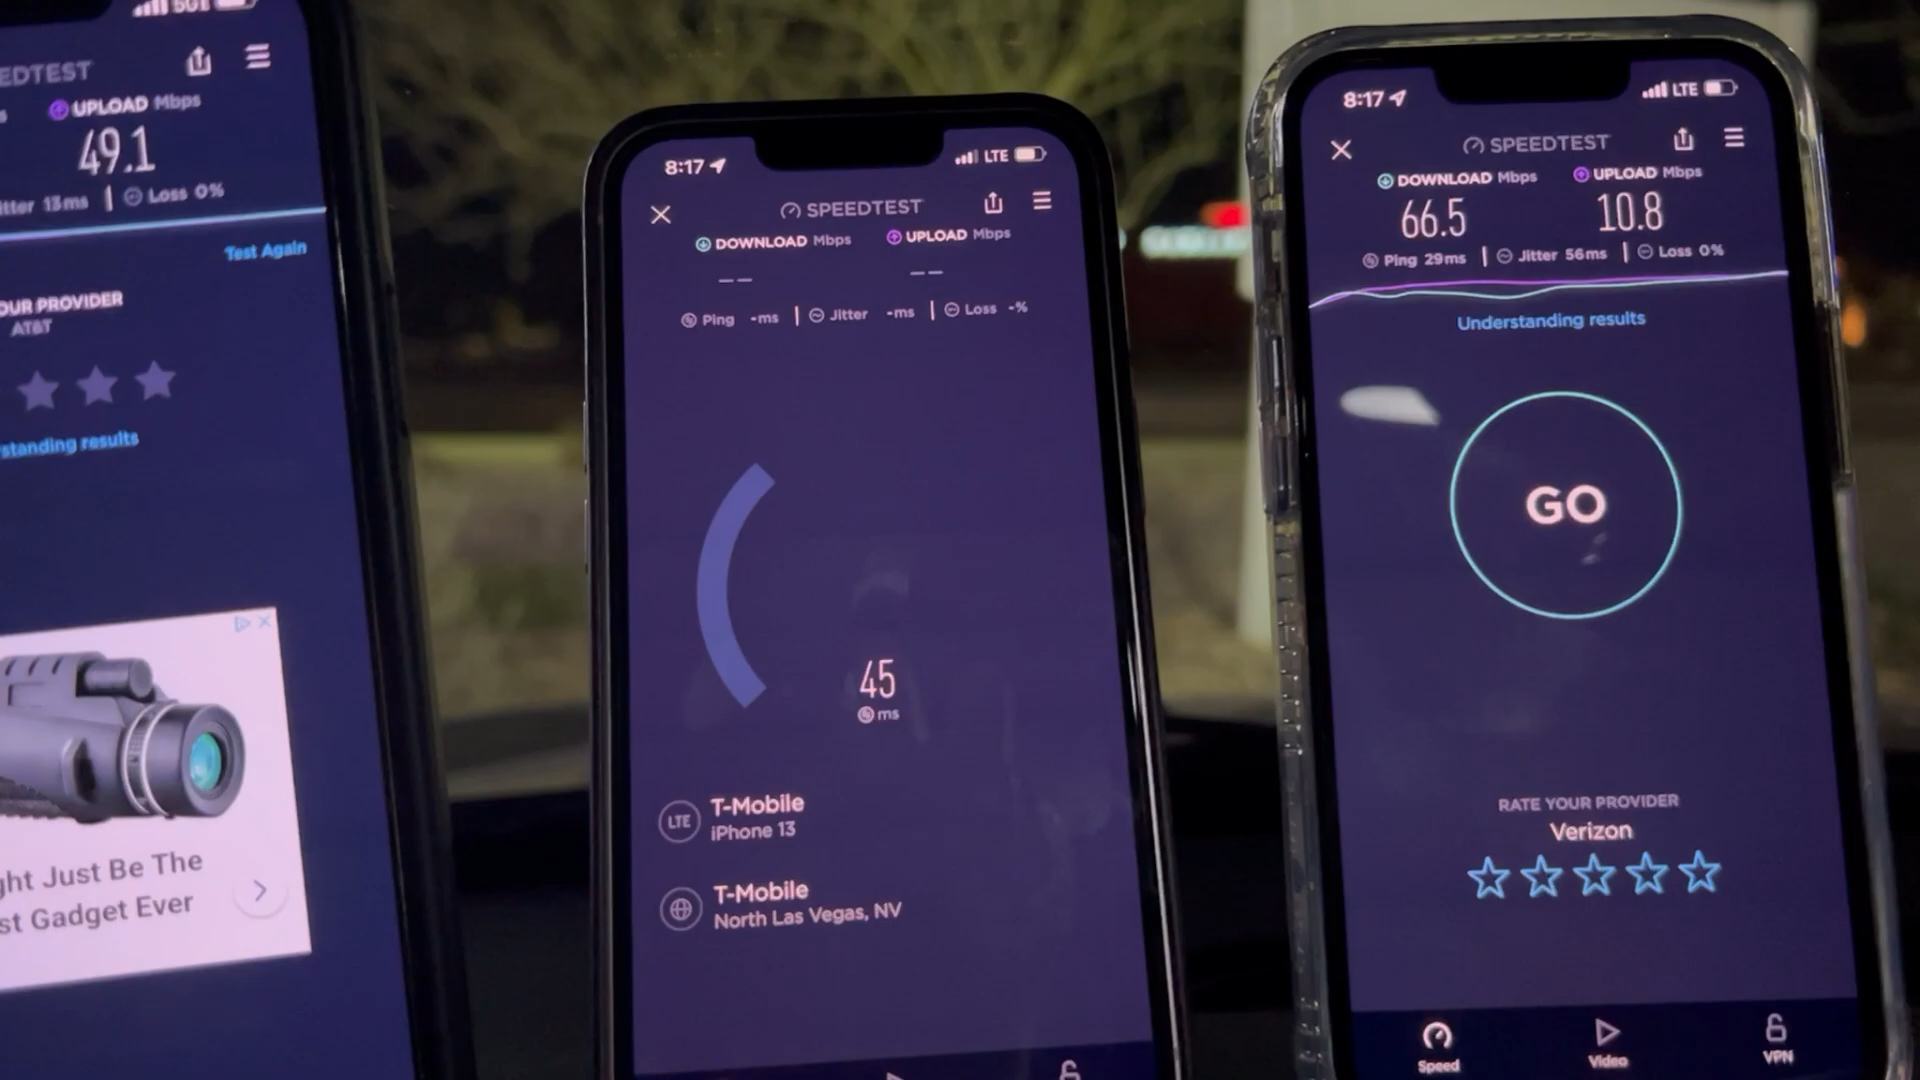 5GE
EDTEST
UPLOAD Mbps
49.1
itter 13ms | Loss 0%
Test Again
OUR PROVIDER
AT&T
standing results
ght Just Be The
st Gadget Ever
8:17 LTE
SPEEDTEST
DOWNLOAD Mbps UPLOAD Mbps
-- --
Ping -ms | Jitter -ms | Loss -%
45
ms
LTE T-Mobile
iPhone 13
T-Mobile
North Las Vegas, NV
8:17 LTE
SPEEDTEST
DOWNLOAD Mbps UPLOAD Mbps
66.5 10.8
Ping 29ms | Jitter 56ms | Loss 0%
Understanding results
GO
RATE YOUR PROVIDER
Verizon
Speed Video VPN